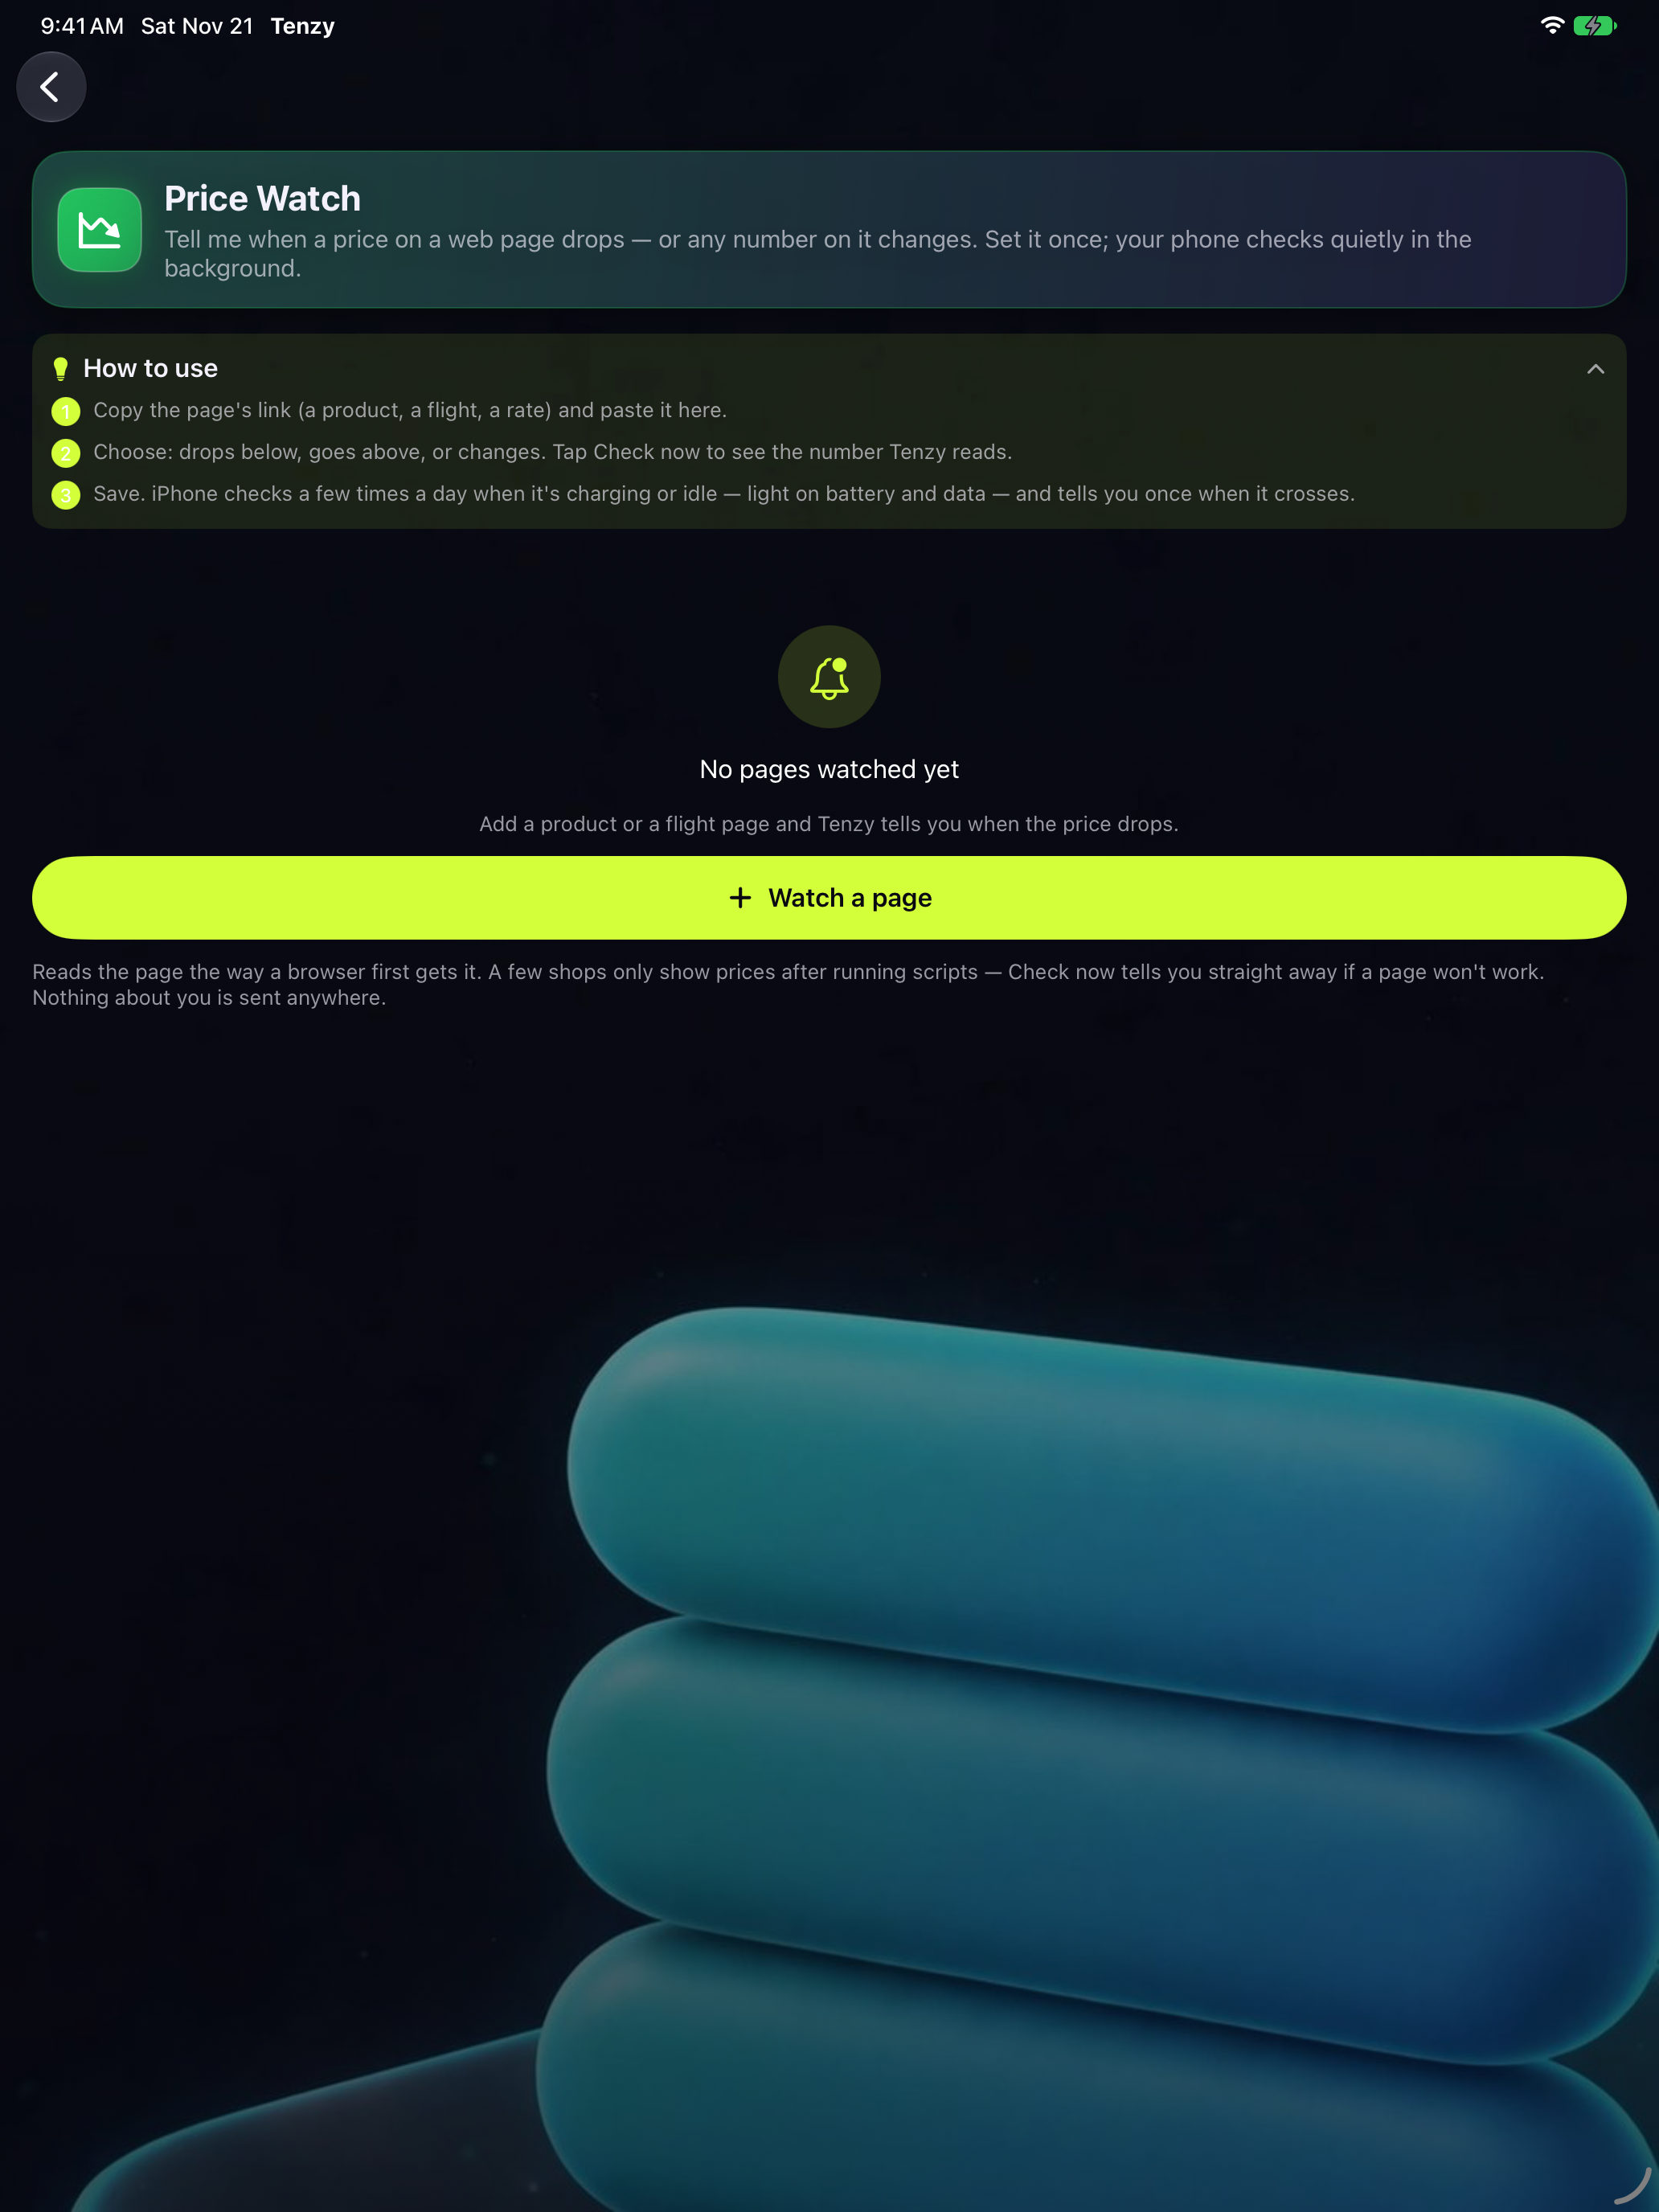 9:41 AM Sat Nov 21 Tenzy
Price Watch
Tell me when a price on a web page drops — or any number on it changes. Set it once; your phone checks quietly in the
background.
How to use
1 Copy the page's link (a product, a flight, a rate) and paste it here.
2 Choose: drops below, goes above, or changes. Tap Check now to see the number Tenzy reads.
3 Save. iPhone checks a few times a day when it's charging or idle — light on battery and data — and tells you once when it crosses.
No pages watched yet
Add a product or a flight page and Tenzy tells you when the price drops.
+ Watch a page
Reads the page the way a browser first gets it. A few shops only show prices after running scripts — Check now tells you straight away if a page won't work.
Nothing about you is sent anywhere.